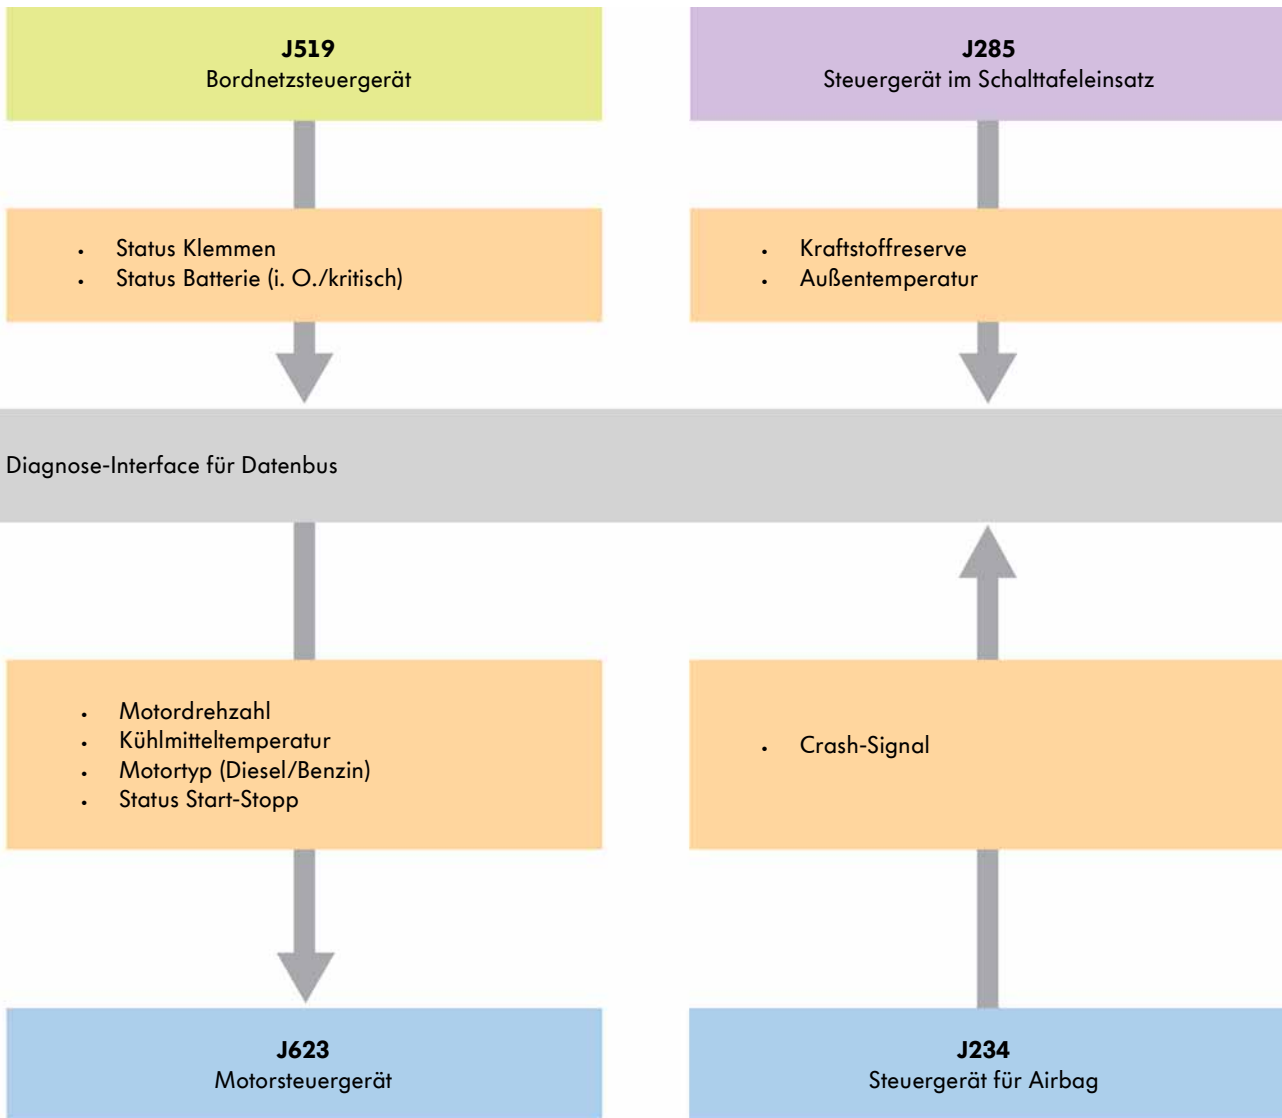 J519
Bordnetzsteuergerät
J285
Steuergerät im Schalttafeleinsatz
• Status Klemmen
• Status Batterie (i. O./kritisch)
• Kraftstoffreserve
• Außentemperatur
Diagnose-Interface für Datenbus
• Motordrehzahl
• Kühlmitteltemperatur
• Motortyp (Diesel/Benzin)
• Status Start-Stopp
• Crash-Signal
J623
Motorsteuergerät
J234
Steuergerät für Airbag